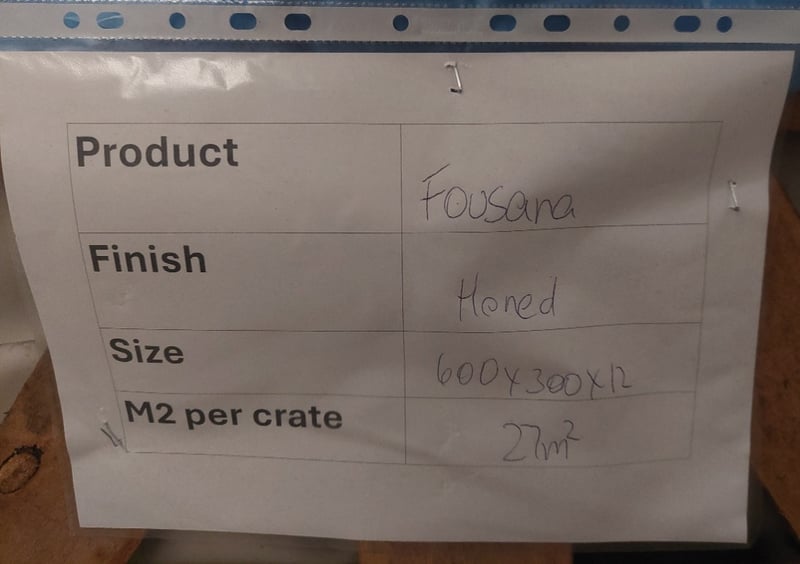 Product Fousana
Finish Honed
Size 600x300x12
M2 per crate 27m²